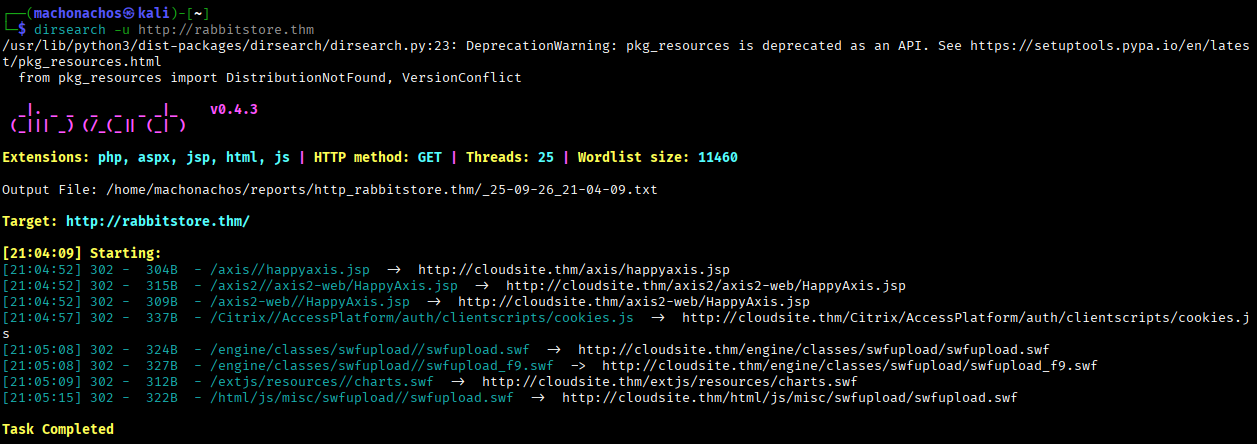 ┌──(machonachos㉿kali)-[~]
└─$ dirsearch -u http://rabbitstore.thm
/usr/lib/python3/dist-packages/dirsearch/dirsearch.py:23: DeprecationWarning: pkg_resources is deprecated as an API. See https://setuptools.pypa.io/en/lates
t/pkg_resources.html
  from pkg_resources import DistributionNotFound, VersionConflict

  _|. _ _  _  _  _ _|_    v0.4.3
 (_||| _) (/_(_|| (_| )

Extensions: php, aspx, jsp, html, js | HTTP method: GET | Threads: 25 | Wordlist size: 11460

Output File: /home/machonachos/reports/http_rabbitstore.thm/_25-09-26_21-04-09.txt

Target: http://rabbitstore.thm/

[21:04:09] Starting:
[21:04:52] 302 -  304B  - /axis//happyaxis.jsp  ->  http://cloudsite.thm/axis/happyaxis.jsp
[21:04:52] 302 -  315B  - /axis2//axis2-web/HappyAxis.jsp  ->  http://cloudsite.thm/axis2/axis2-web/HappyAxis.jsp
[21:04:52] 302 -  309B  - /axis2-web//HappyAxis.jsp  ->  http://cloudsite.thm/axis2-web/HappyAxis.jsp
[21:04:57] 302 -  337B  - /Citrix//AccessPlatform/auth/clientscripts/cookies.js  ->  http://cloudsite.thm/Citrix/AccessPlatform/auth/clientscripts/cookies.j
s
[21:05:08] 302 -  324B  - /engine/classes/swfupload//swfupload.swf  ->  http://cloudsite.thm/engine/classes/swfupload/swfupload.swf
[21:05:08] 302 -  327B  - /engine/classes/swfupload//swfupload_f9.swf  ->  http://cloudsite.thm/engine/classes/swfupload/swfupload_f9.swf
[21:05:09] 302 -  312B  - /extjs/resources//charts.swf  ->  http://cloudsite.thm/extjs/resources/charts.swf
[21:05:15] 302 -  322B  - /html/js/misc/swfupload//swfupload.swf  ->  http://cloudsite.thm/html/js/misc/swfupload/swfupload.swf

Task Completed